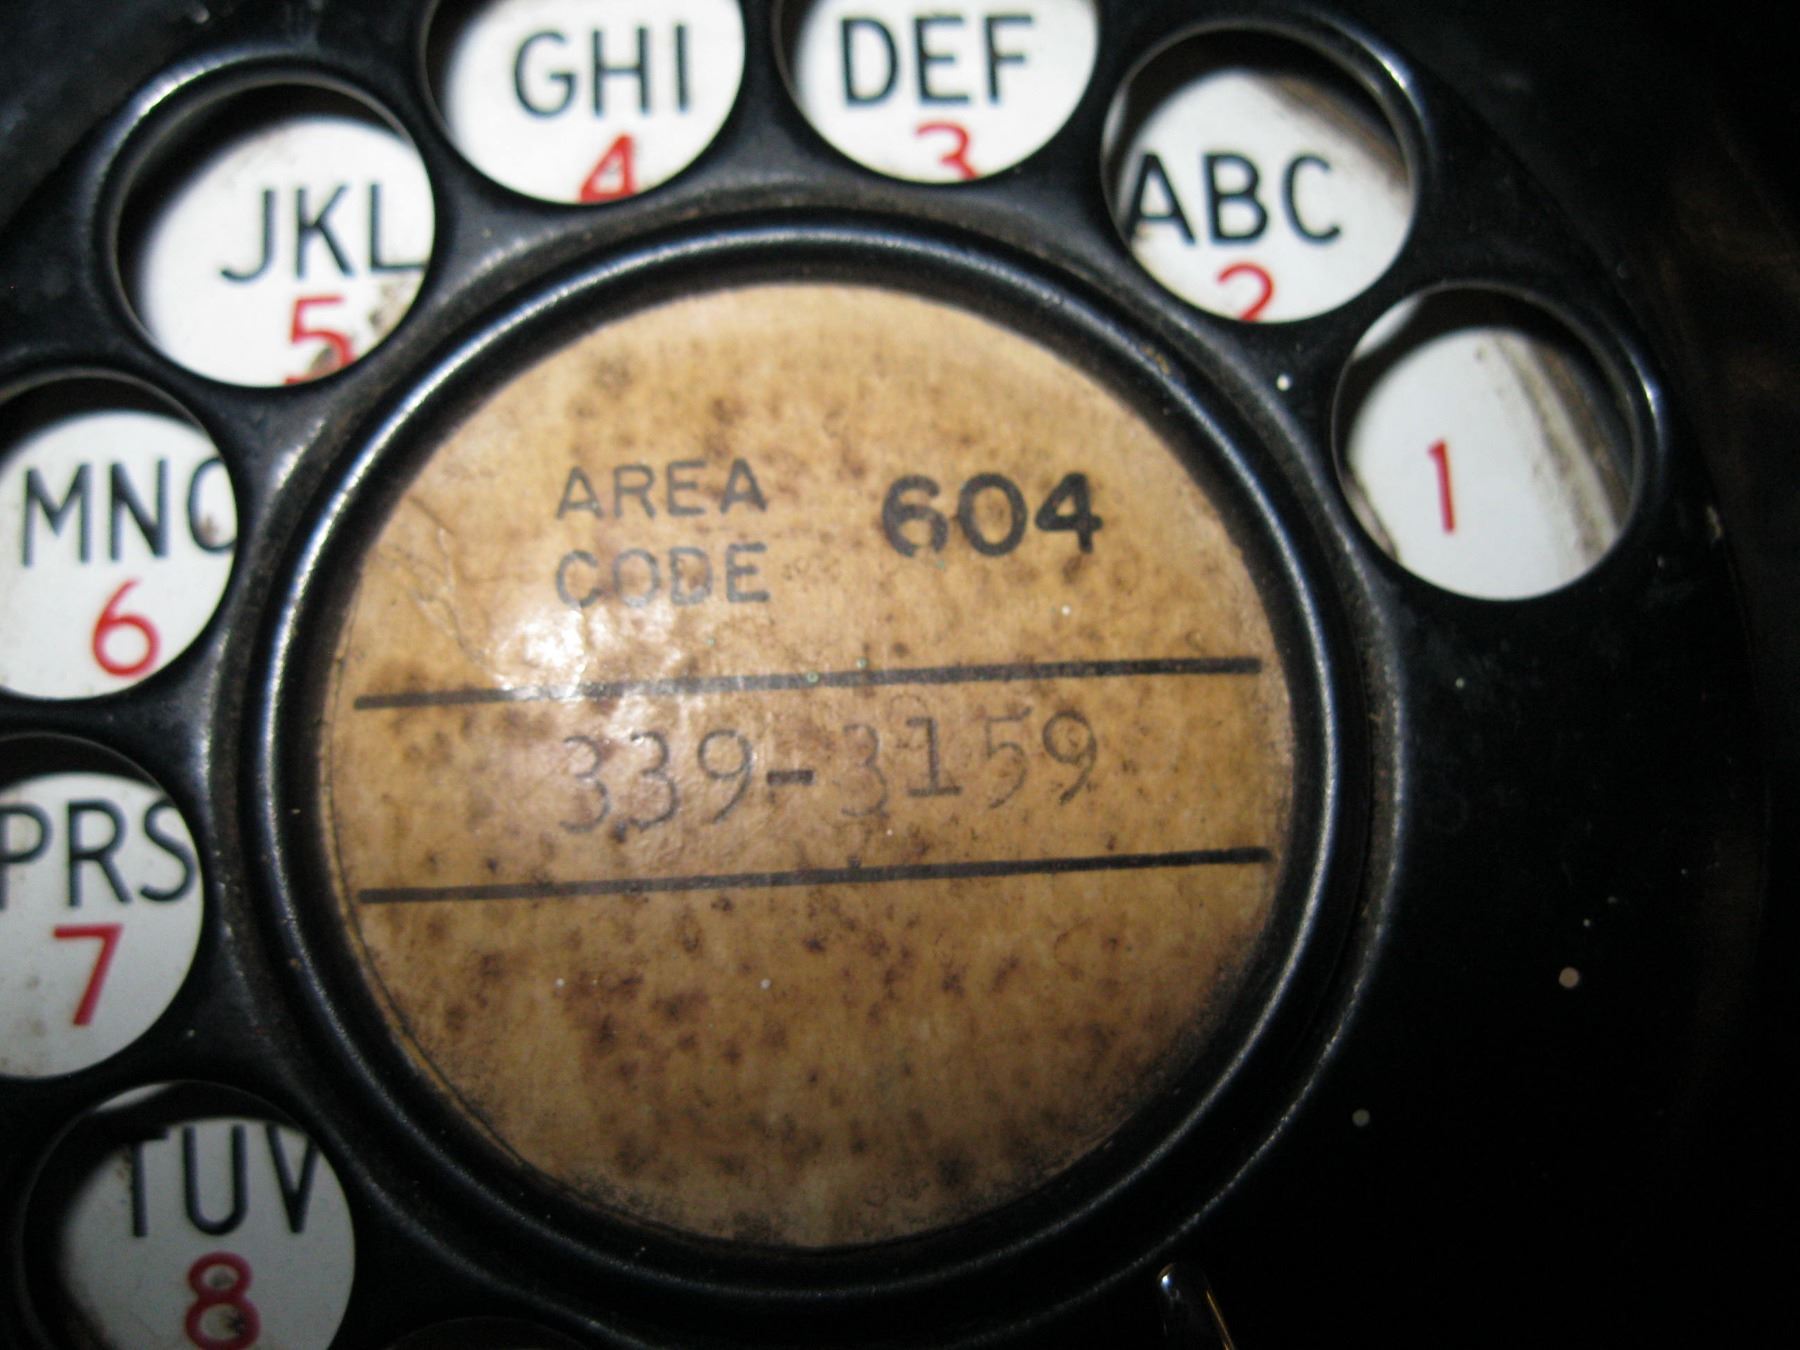 GHI
4
DEF
3
ABC
2
JKL
5
1
MNO
6
AREA 604
CODE
339-3159
PRS
7
TUV
8